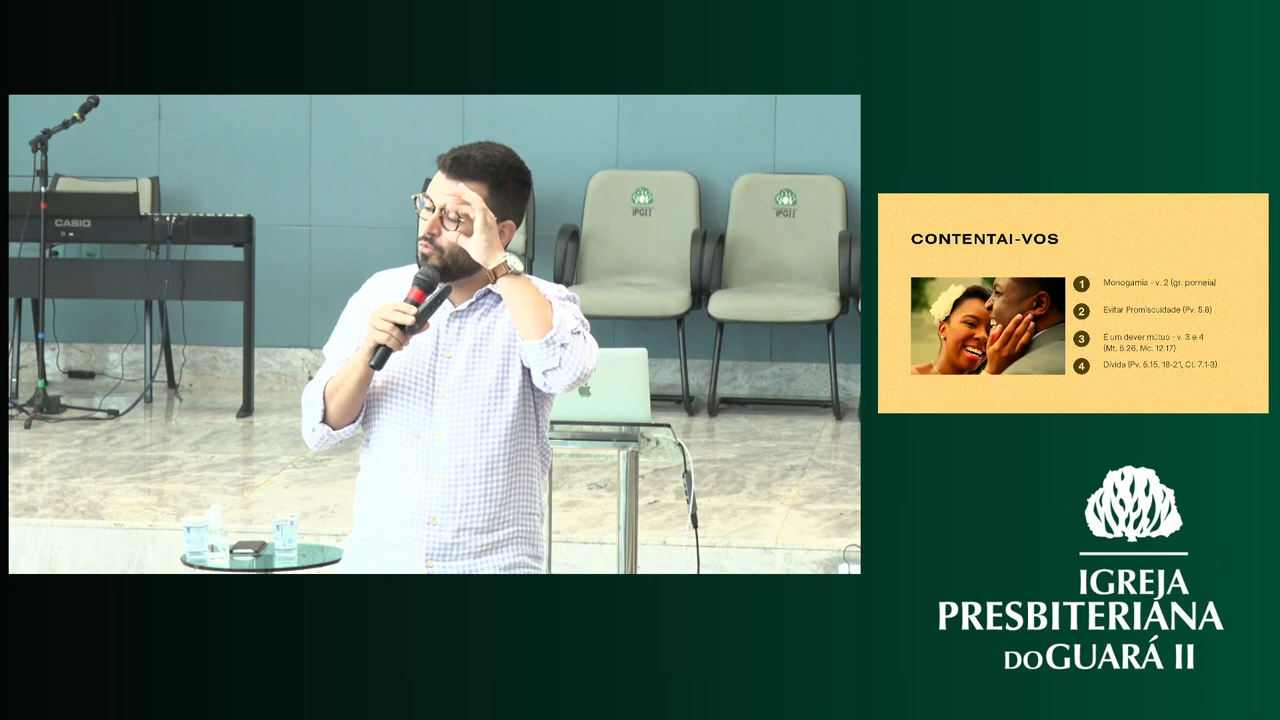 CASIO
IPGII
IPGII
CONTENTAI-VOS
1 Monogamia - v. 2 (gr. porneia)
2 Evitar Promiscuidade (Pv. 5.8)
3 É um dever mútuo - v. 3 e 4
(Mt. 5.26, Mc. 12.17)
4 Dívida (Pv. 5.15, 18-21, Ct. 7.1-3)
IGREJA
PRESBITERIANA
DO GUARÁ II